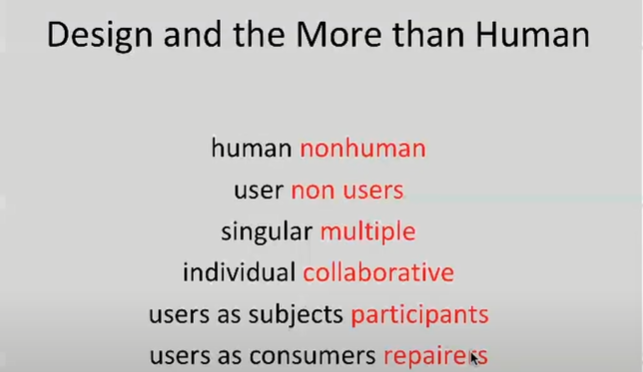 Design and the More than Human
human nonhuman
user non users
singular multiple
individual collaborative
users as subjects participants
users as consumers repairers